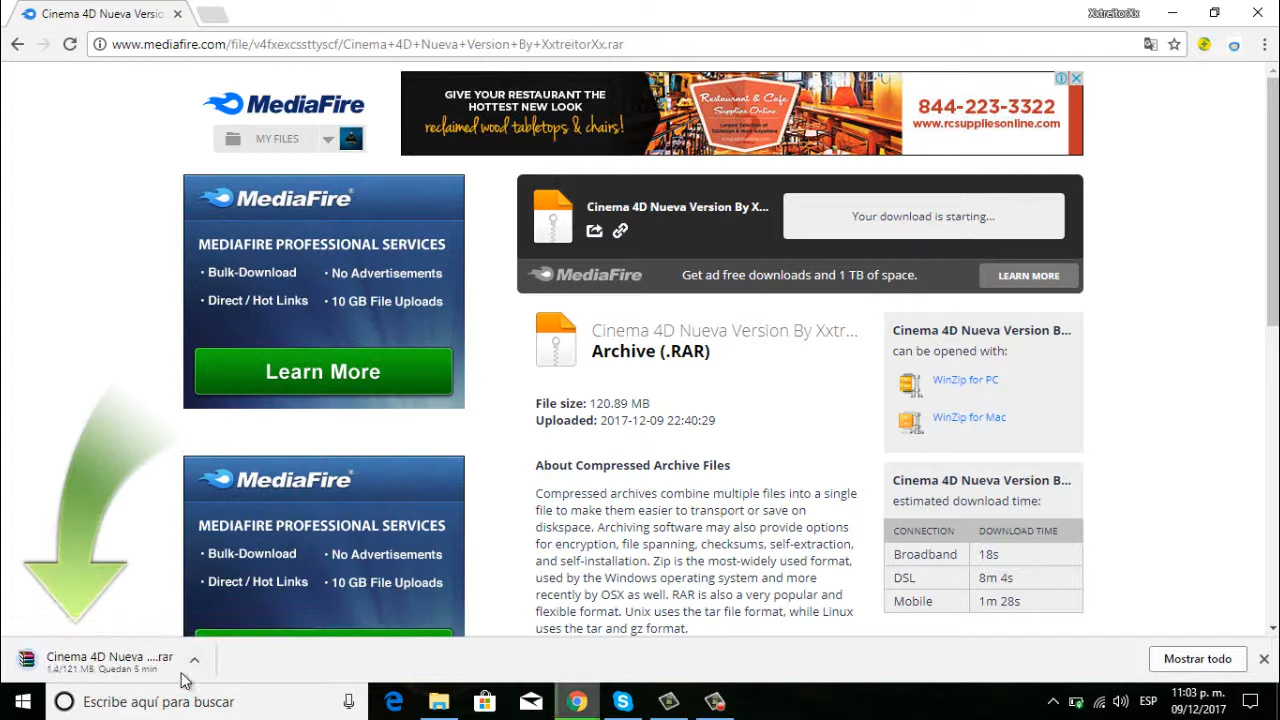 Cinema 4D Nueva Versio
XxtreitorXx
www.mediafire.com/file/v4fxexcssttyscf/Cinema+4D+Nueva+Version+By+XxtreitorXx.rar
MediaFire
MY FILES
GIVE YOUR RESTAURANT THE
HOTTEST NEW LOOK
reclaimed wood tabletops & chairs!
Restaurant & Cafe
Supplies Online
844-223-3322
www.rcsuppliesonline.com
MediaFire®
MEDIAFIRE PROFESSIONAL SERVICES
· Bulk-Download
· No Advertisements
· Direct / Hot Links
· 10 GB File Uploads
Learn More
MediaFire®
MEDIAFIRE PROFESSIONAL SERVICES
· Bulk-Download
· No Advertisements
· Direct / Hot Links
· 10 GB File Uploads
Cinema 4D Nueva Version By X...
Your download is starting...
MediaFire
Get ad free downloads and 1 TB of space.
LEARN MORE
Cinema 4D Nueva Version By Xxtr...
Archive (.RAR)
File size: 120.89 MB
Uploaded: 2017-12-09 22:40:29
About Compressed Archive Files
Compressed archives combine multiple files into a single
file to make them easier to transport or save on
diskspace. Archiving software may also provide options
for encryption, file spanning, checksums, self-extraction,
and self-installation. Zip is the most-widely used format,
used by the Windows operating system and more
recently by OSX as well. RAR is also a very popular and
flexible format. Unix uses the tar file format, while Linux
uses the tar and gz format.
Cinema 4D Nueva Version B...
can be opened with:
WinZip for PC
WinZip for Mac
Cinema 4D Nueva Version B...
estimated download time:
CONNECTION DOWNLOAD TIME
Broadband 18s
DSL 8m 4s
Mobile 1m 28s
Cinema 4D Nueva ....rar
1.4/121 MB, Quedan 5 min
Mostrar todo
Escribe aquí para buscar
ESP
11:03 p. m.
09/12/2017